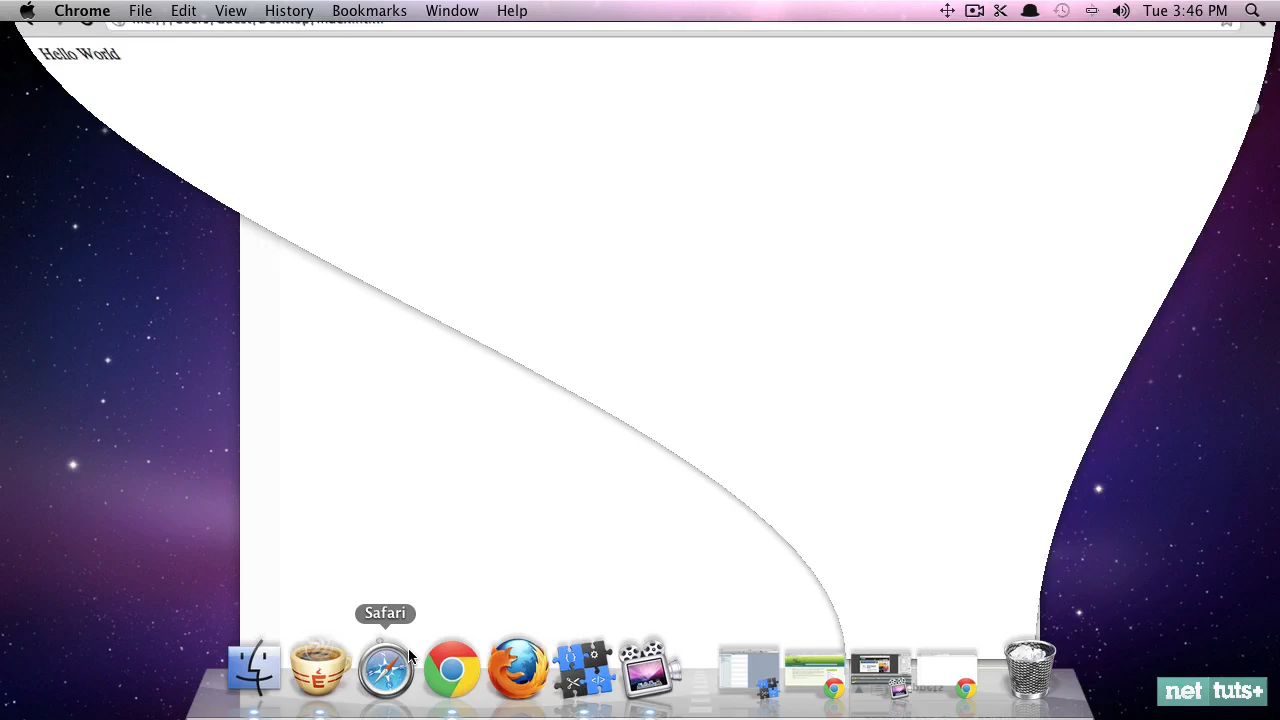 Chrome File Edit View History Bookmarks Window Help Tue 3:46 PM
Hello World
Safari
net tuts+